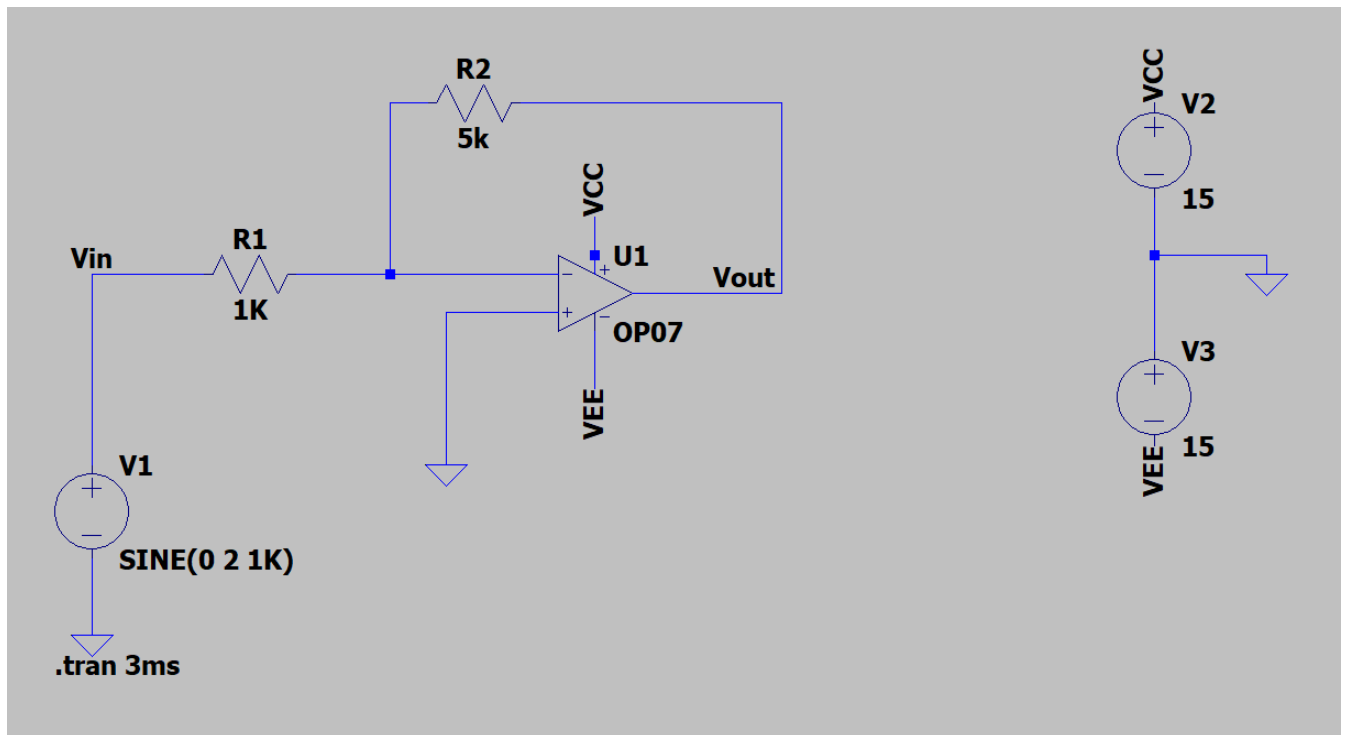 R2
5k
VCC
V2
15
VCC
R1
1K
Vin
U1
Vout
OP07
VEE
V3
15
VEE
V1
SINE(0 2 1K)
.tran 3ms